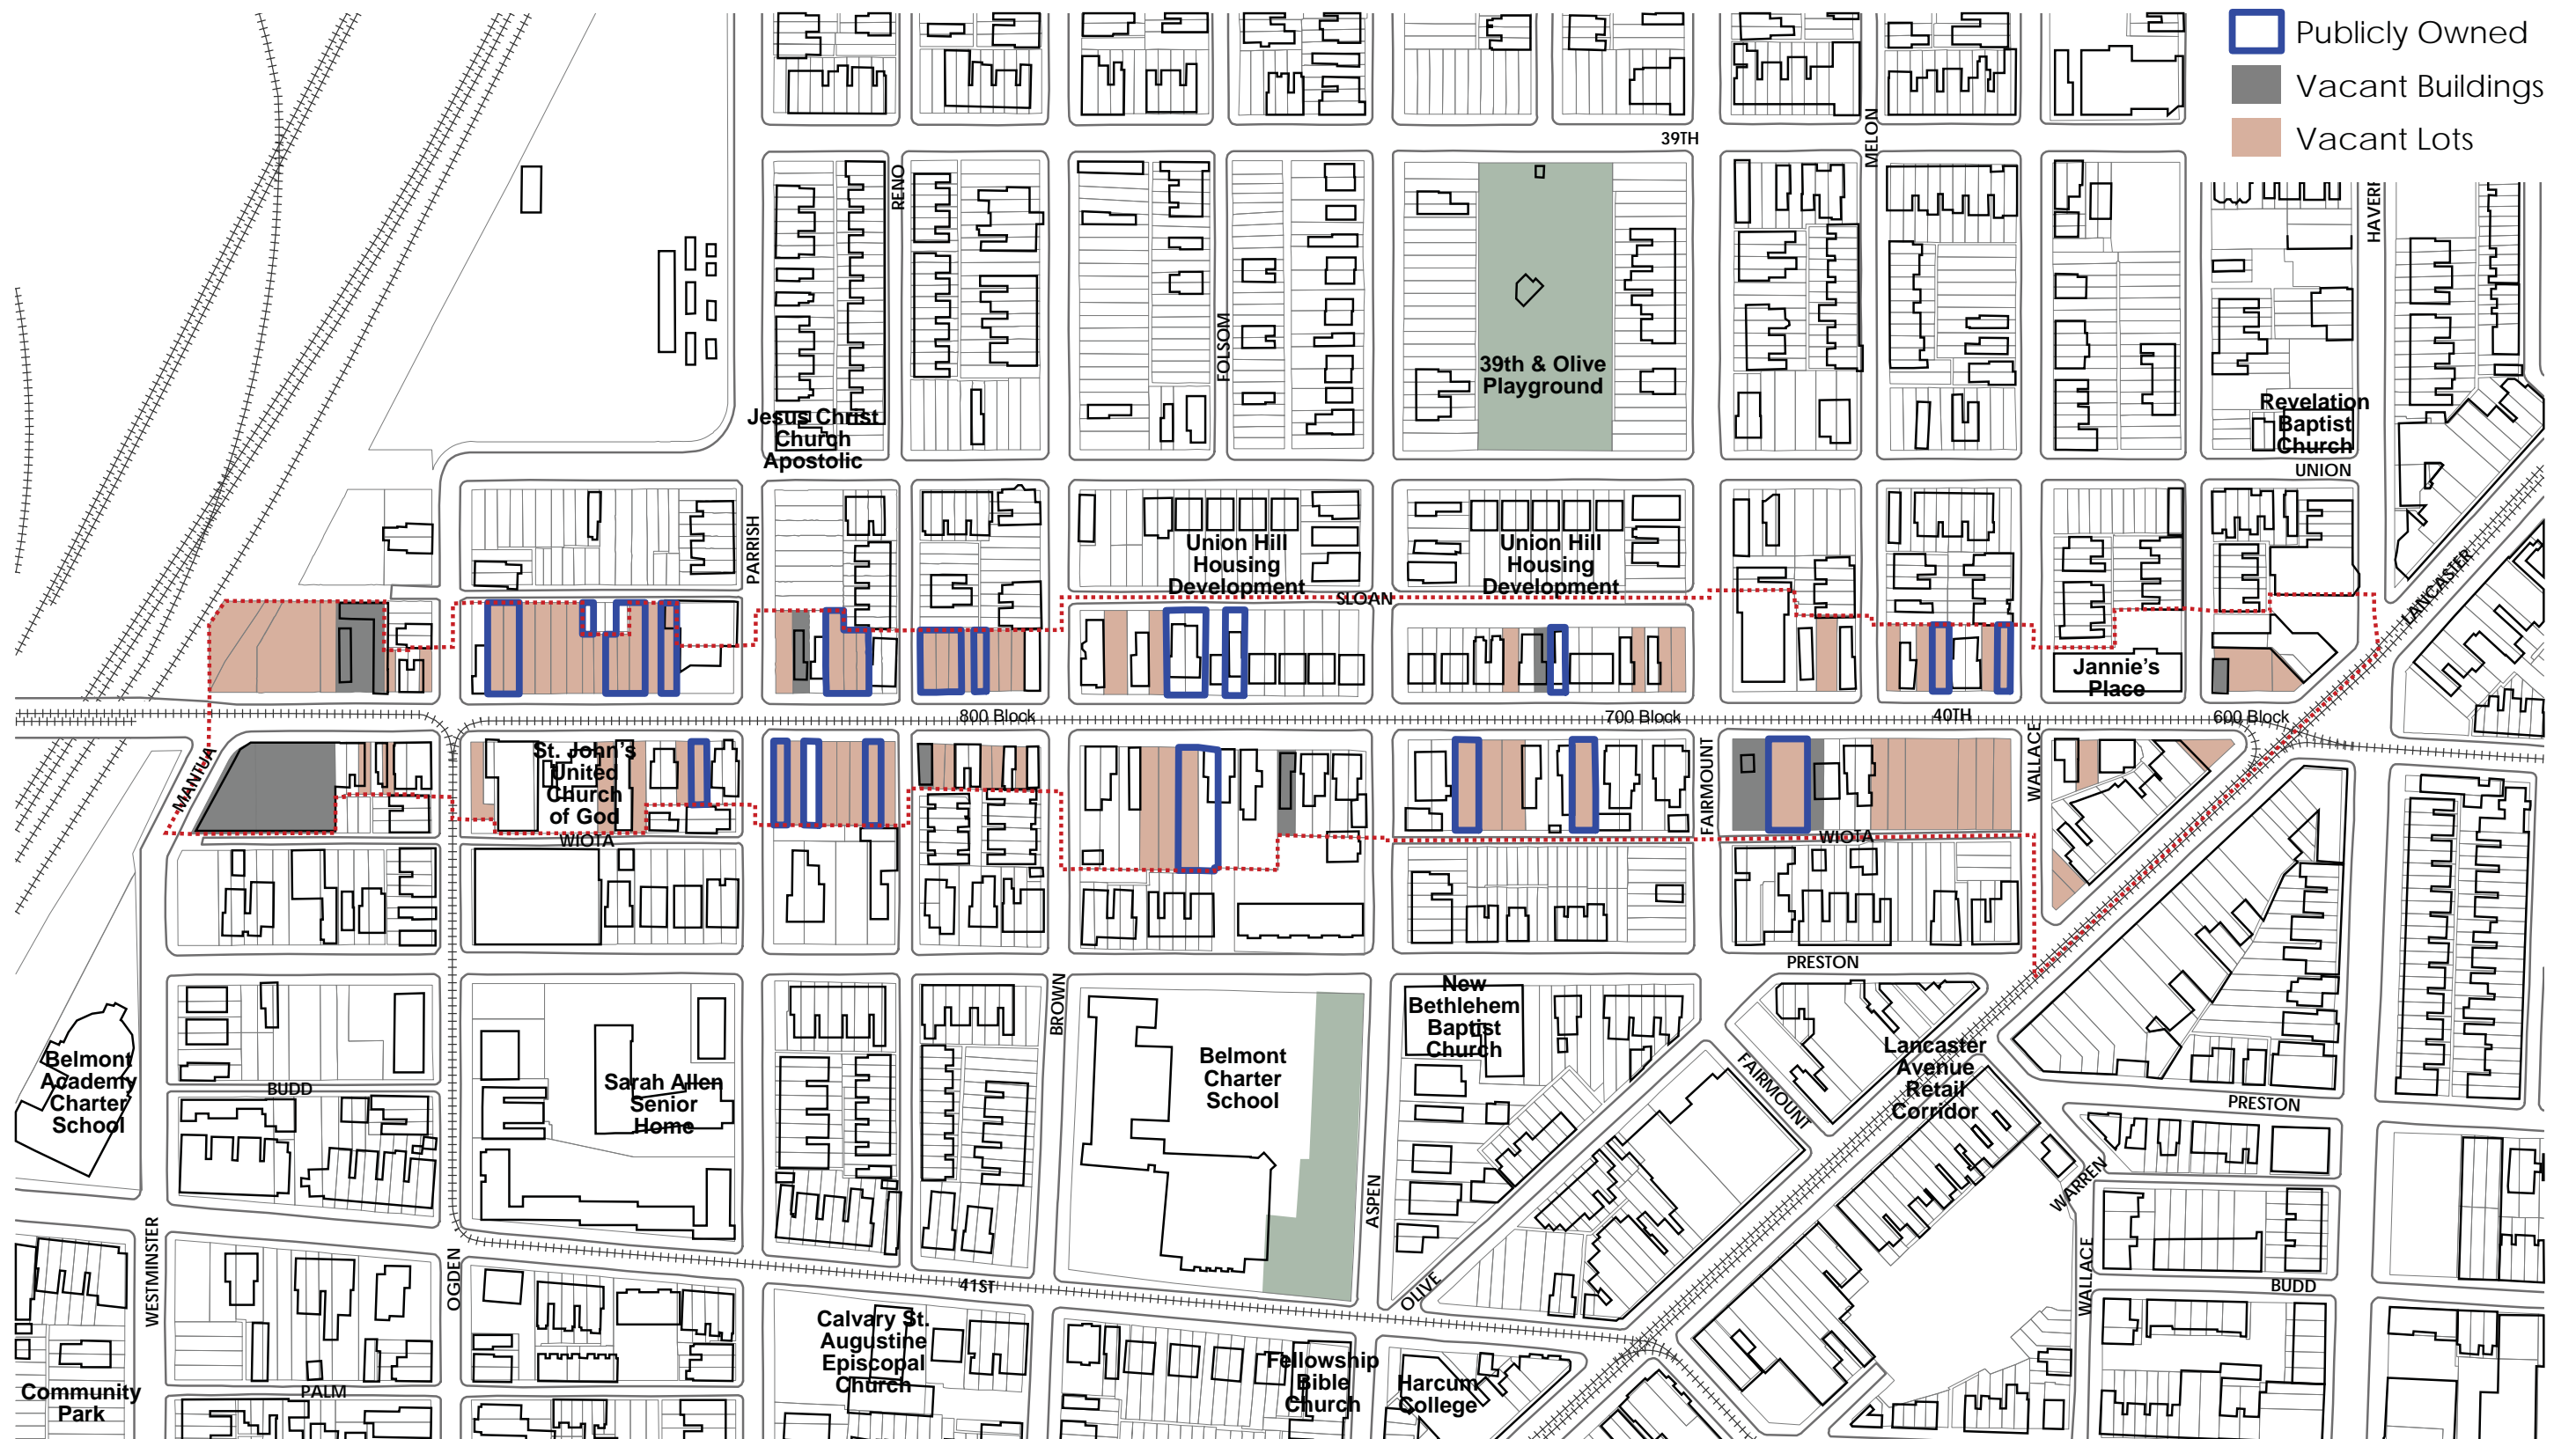 Publicly Owned
Vacant Buildings
Vacant Lots
39TH
MELON
RENO
HAVERF
FOLSOM
39th & Olive
Playground
Jesus Christ
Church
Apostolic
Revelation
Baptist
Church
UNION
PARRISH
Union Hill
Housing
Development
Union Hill
Housing
Development
LANCASTER
SLOAN
Jannie's
Place
800 Block
700 Block
40TH
600 Block
MANTUA
St. John's
United
Church
of God
FAIRMOUNT
WALLACE
WIOTA
WIOTA
PRESTON
BROWN
New
Bethlehem
Baptist
Church
Belmont
Academy
Charter
School
BUDD
Sarah Allen
Senior
Home
Belmont
Charter
School
FAIRMOUNT
Lancaster
Avenue
Retail
Corridor
PRESTON
WARREN
ASPEN
WESTMINSTER
OGDEN
41ST
OLIVE
WALLACE
BUDD
Calvary St.
Augustine
Episcopal
Church
Fellowship
Bible
Church
Harcum
College
Community
Park
PALM